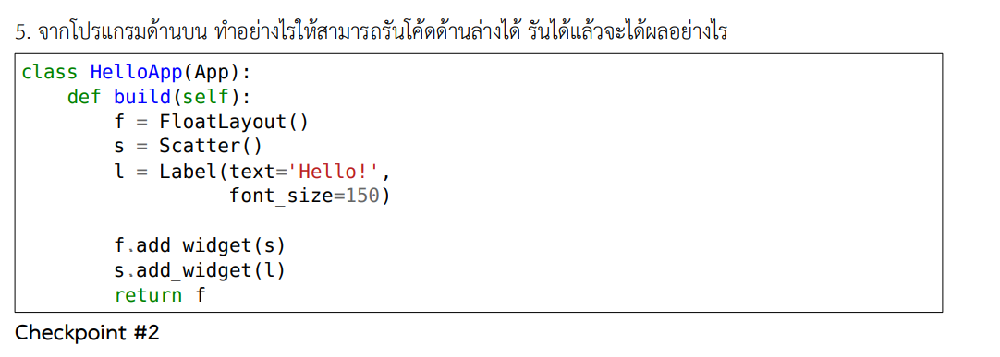 5. จากโปรแกรมด้านบน ทำอย่างไรให้สามารถรันโค้ดด้านล่างได้ รันได้แล้วจะได้ผลอย่างไร
class HelloApp(App):
    def build(self):
        f = FloatLayout()
        s = Scatter()
        l = Label(text='Hello!',
                  font_size=150)

        f.add_widget(s)
        s.add_widget(l)
        return f
Checkpoint #2